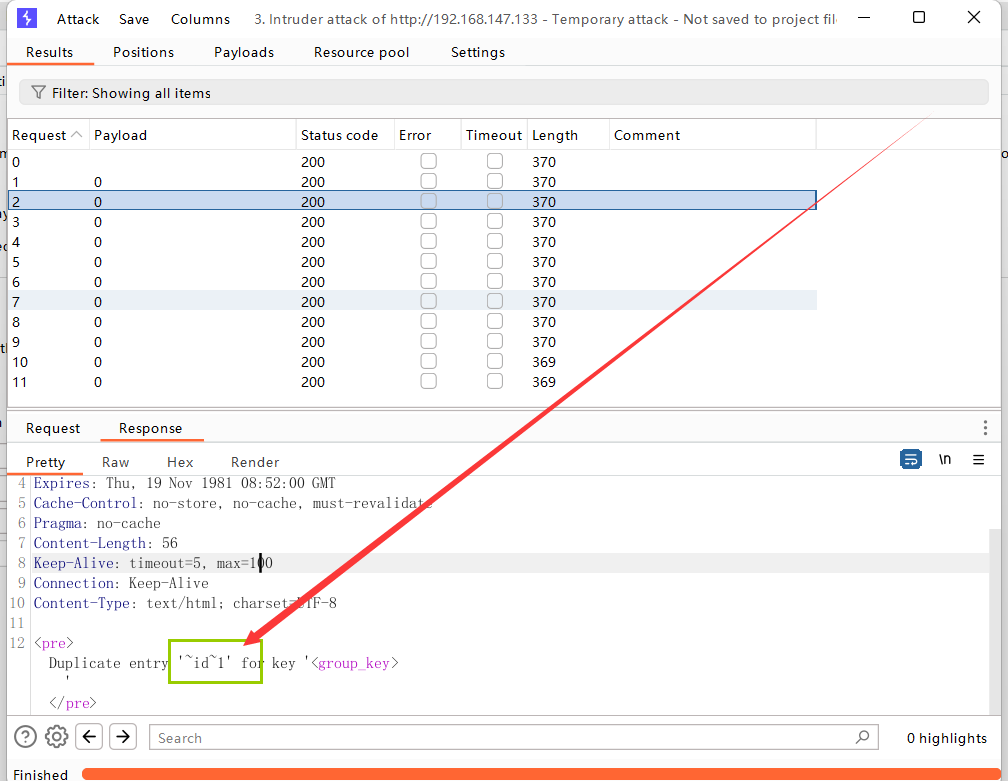 Attack Save Columns 3. Intruder attack of http://192.168.147.133 - Temporary attack - Not saved to project fil
Results Positions Payloads Resource pool Settings
Filter: Showing all items
Request Payload Status code Error Timeout Length Comment
0 200 370
1 0 200 370
2 0 200 370
3 0 200 370
4 0 200 370
5 0 200 370
6 0 200 370
7 0 200 370
8 0 200 370
9 0 200 370
10 0 200 369
11 0 200 369
Request Response
Pretty Raw Hex Render
\n
4 Expires: Thu, 19 Nov 1981 08:52:00 GMT
5 Cache-Control: no-store, no-cache, must-revalidate
6 Pragma: no-cache
7 Content-Length: 56
8 Keep-Alive: timeout=5, max=100
9 Connection: Keep-Alive
10 Content-Type: text/html; charset=UTF-8
11
12 <pre>
Duplicate entry '~id~1' for key '<group_key>
'
</pre>
Search 0 highlights
Finished